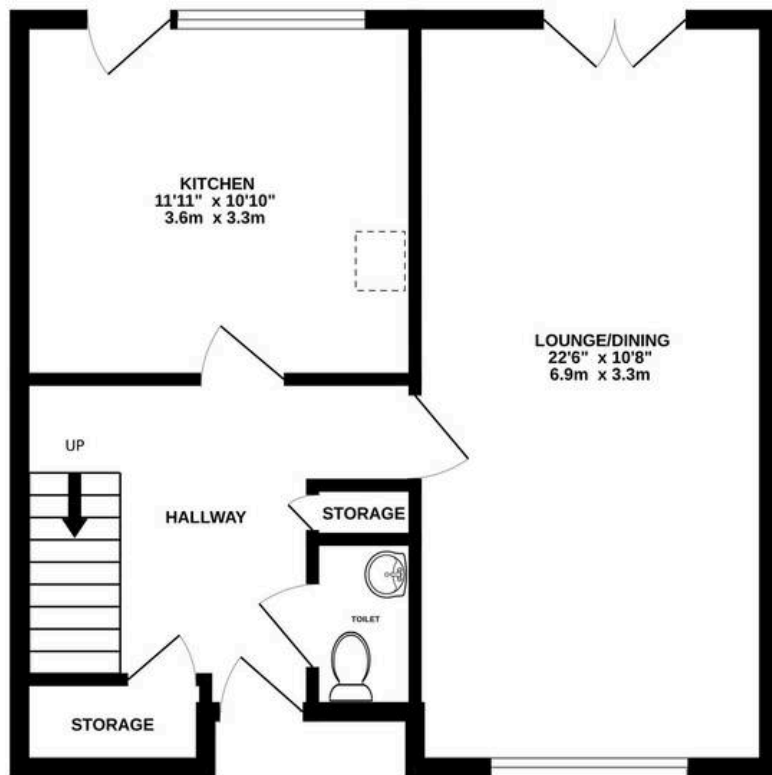 KITCHEN
11'11" x 10'10"
3.6m x 3.3m
LOUNGE/DINING
22'6" x 10'8"
6.9m x 3.3m
UP
HALLWAY
STORAGE
TOILET
STORAGE